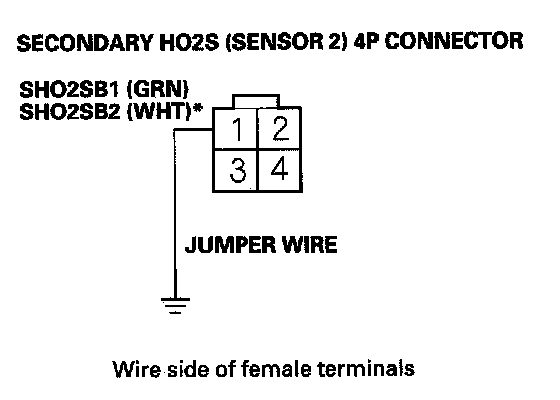 SECONDARY HO2S (SENSOR 2) 4P CONNECTOR
SHO2SB1 (GRN)
SHO2SB2 (WHT)*
1 2
3 4
JUMPER WIRE
Wire side of female terminals